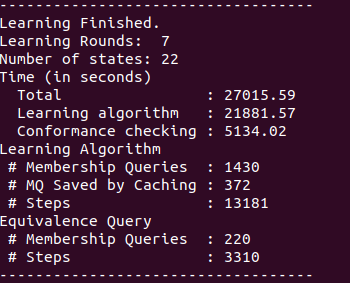 -----------------------------------
Learning Finished.
Learning Rounds:  7
Number of states: 22
Time (in seconds)
  Total                : 27015.59
  Learning algorithm   : 21881.57
  Conformance checking : 5134.02
Learning Algorithm
 # Membership Queries  : 1430
 # MQ Saved by Caching : 372
 # Steps               : 13181
Equivalence Query
 # Membership Queries  : 220
 # Steps               : 3310
-----------------------------------